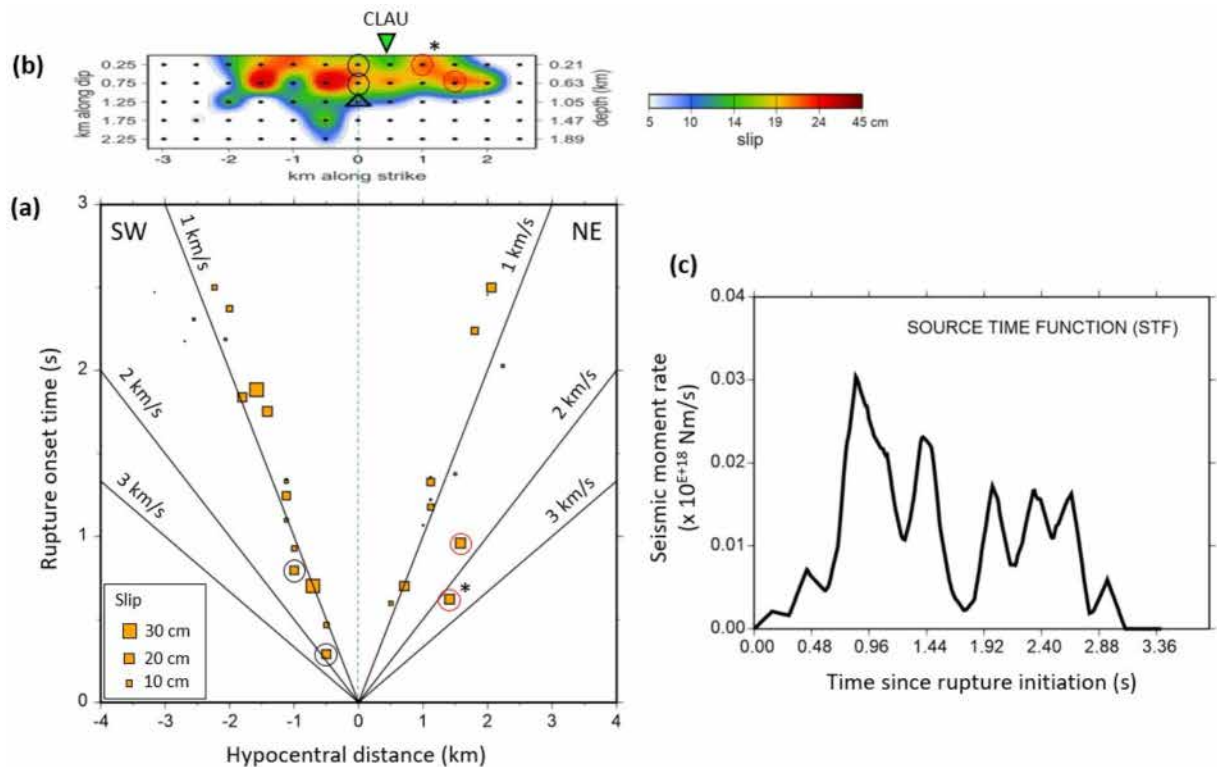 CLAU
*
(b)
km along dip
0.25
0.75
1.25
1.75
2.25
0.21
0.63
1.05
1.47
1.89
depth (km)
-3 -2 -1 0 1 2
km along strike
5 10 14 19 24 45 cm
slip
(a)
SW
NE
1 km/s
2 km/s
3 km/s
1 km/s
2 km/s
3 km/s
*
Rupture onset time (s)
3
2
1
0
Slip
30 cm
20 cm
10 cm
-4 -3 -2 -1 0 1 2 3 4
Hypocentral distance (km)
(c)
SOURCE TIME FUNCTION (STF)
Seismic moment rate
(x 10E+18 Nm/s)
0.04
0.03
0.02
0.01
0.00
0.00 0.48 0.96 1.44 1.92 2.40 2.88 3.36
Time since rupture initiation (s)